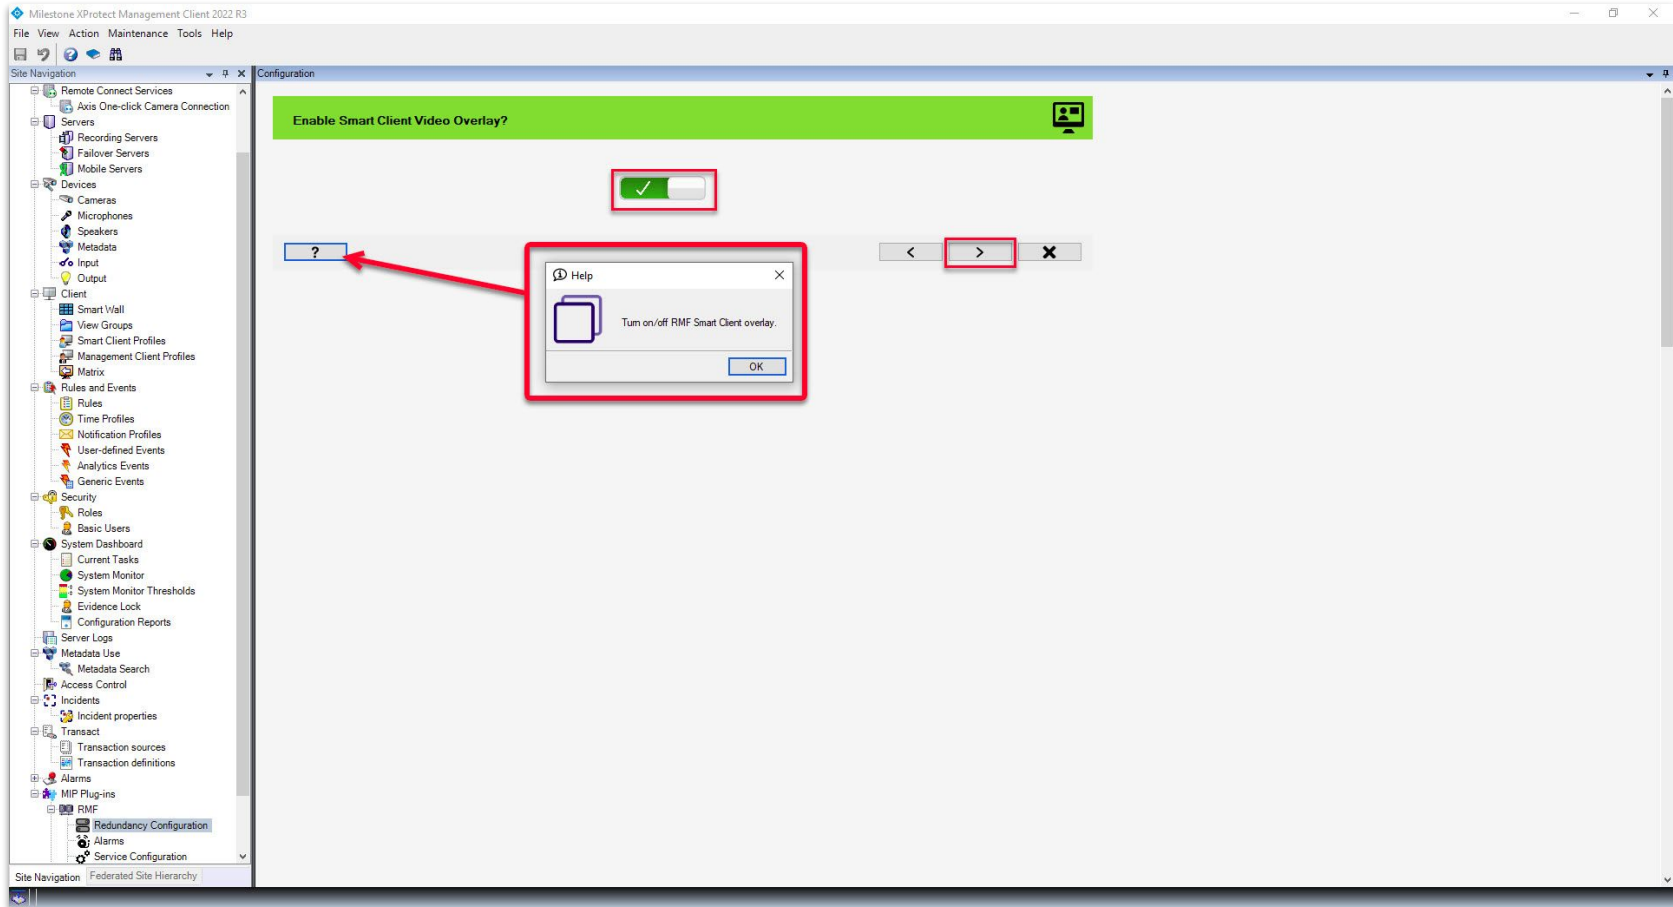 Milestone XProtect Management Client 2022 R3
File View Action Maintenance Tools Help
Site Navigation
Configuration
Remote Connect Services
Axis One-click Camera Connection
Servers
Recording Servers
Failover Servers
Mobile Servers
Devices
Cameras
Microphones
Speakers
Metadata
Input
Output
Client
Smart Wall
View Groups
Smart Client Profiles
Management Client Profiles
Matrix
Rules and Events
Rules
Time Profiles
Notification Profiles
User-defined Events
Analytics Events
Generic Events
Security
Roles
Basic Users
System Dashboard
Current Tasks
System Monitor
System Monitor Thresholds
Evidence Lock
Configuration Reports
Server Logs
Metadata Use
Metadata Search
Access Control
Incidents
Incident properties
Transact
Transaction sources
Transaction definitions
Alarms
MIP Plug-ins
RMF
Redundancy Configuration
Alarms
Service Configuration
Site Navigation Federated Site Hierarchy
Enable Smart Client Video Overlay?
?
< >
Help
Turn on/off RMF Smart Client overlay.
OK